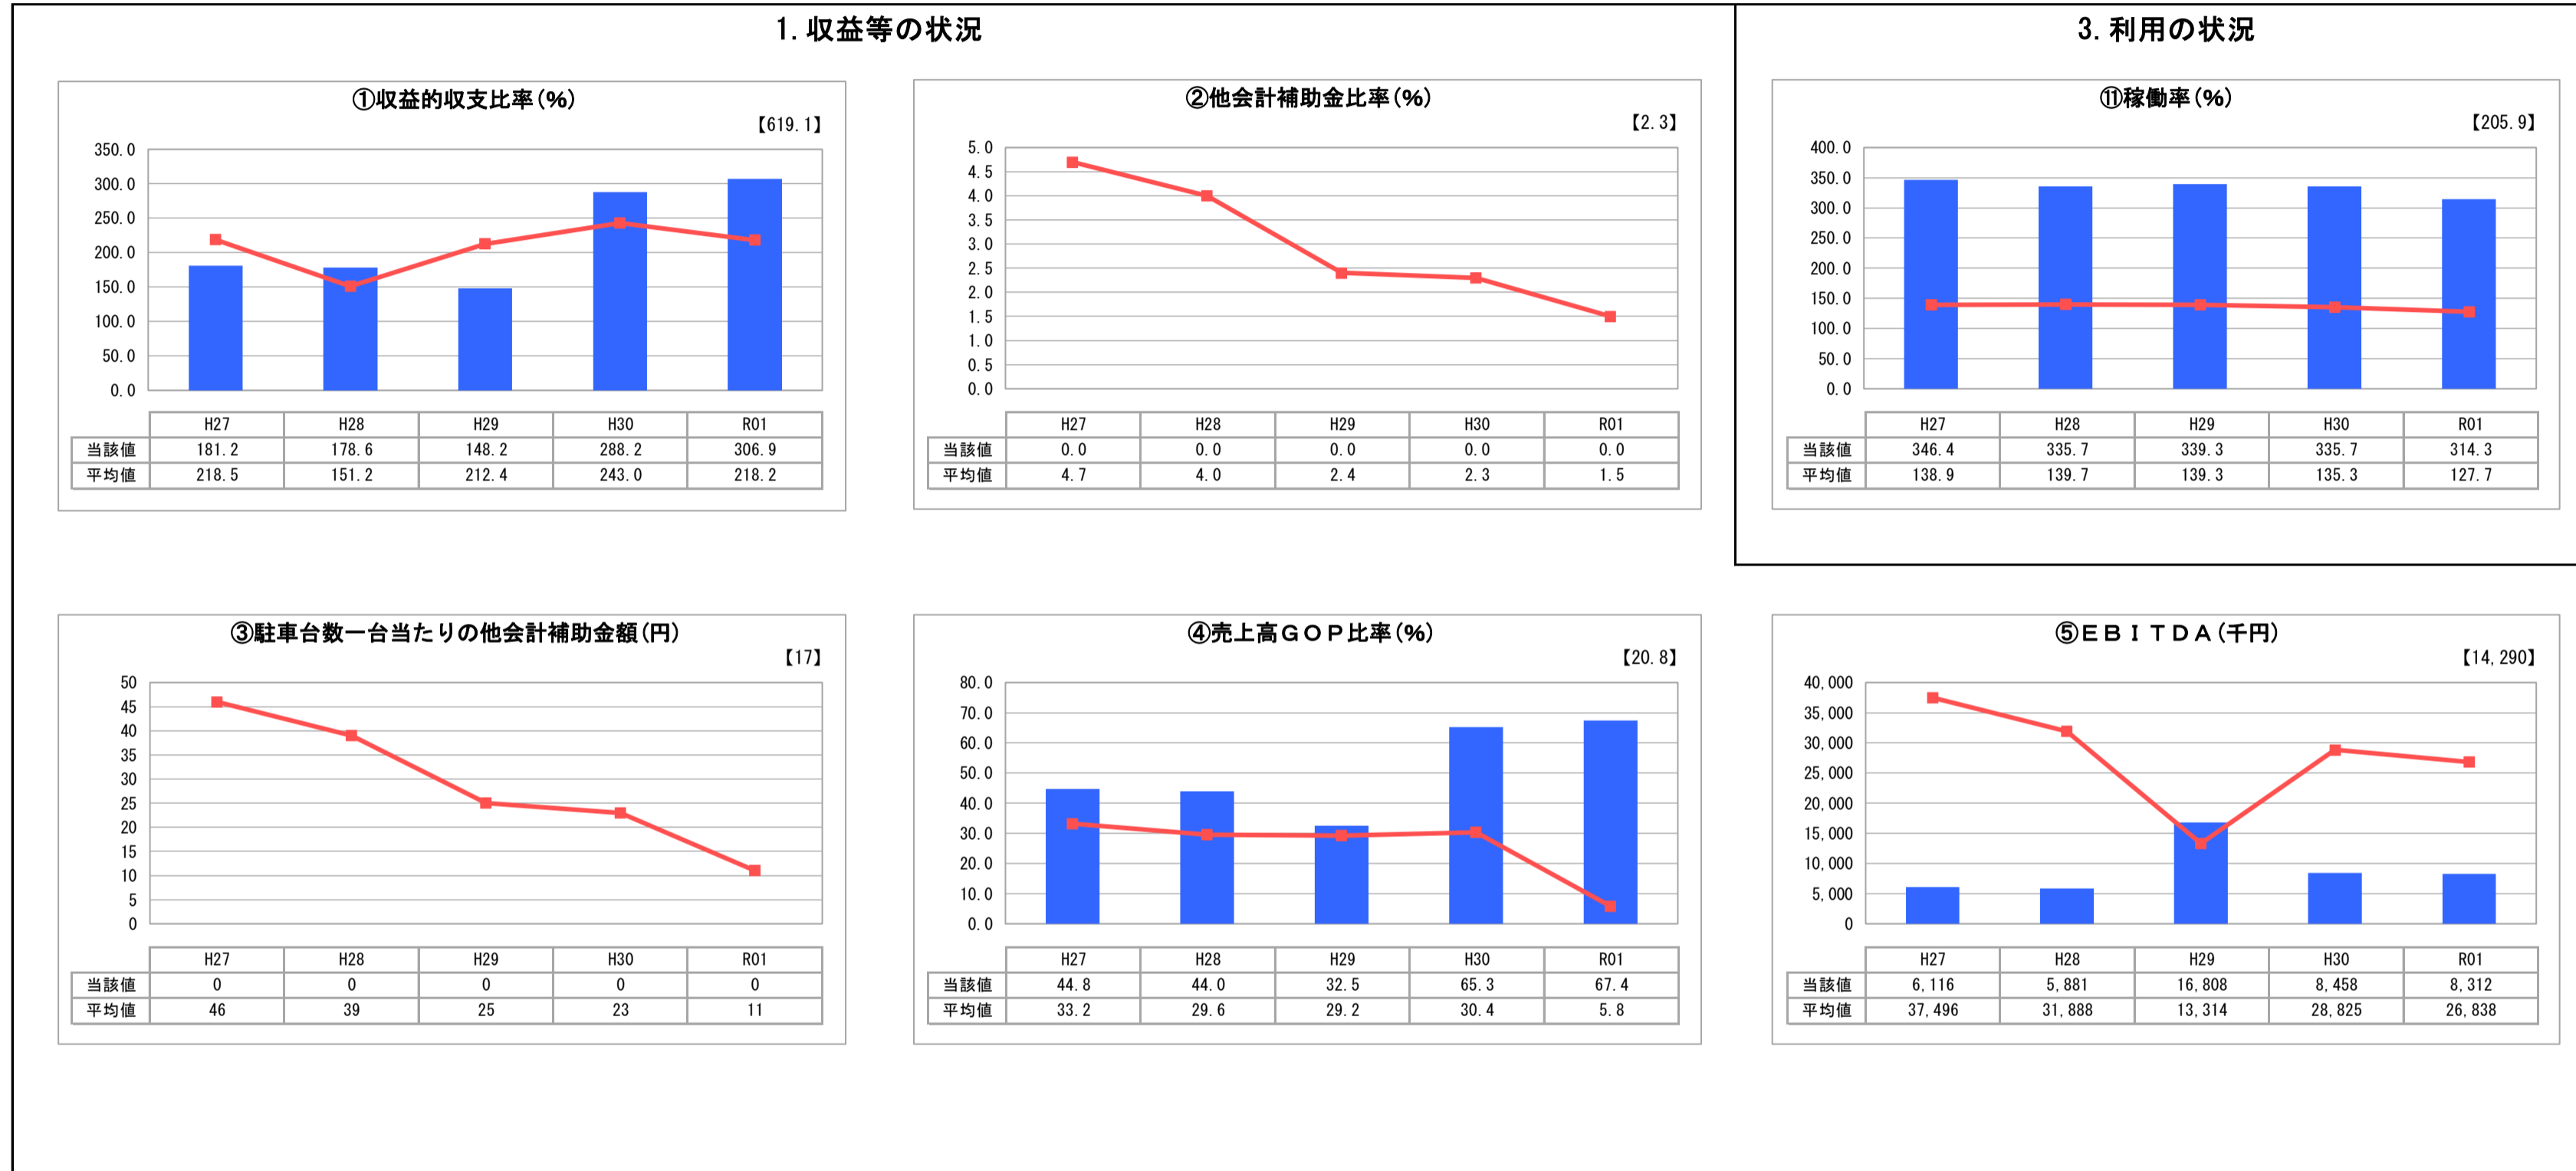 1. 収益等の状況
3. 利用の状況
①収益的収支比率(%)
【619.1】
350.0
300.0
250.0
200.0
150.0
100.0
50.0
0.0
H27 H28 H29 H30 R01
当該値 181.2 178.6 148.2 288.2 306.9
平均値 218.5 151.2 212.4 243.0 218.2
②他会計補助金比率(%)
【2.3】
5.0
4.5
4.0
3.5
3.0
2.5
2.0
1.5
1.0
0.5
0.0
H27 H28 H29 H30 R01
当該値 0.0 0.0 0.0 0.0 0.0
平均値 4.7 4.0 2.4 2.3 1.5
⑪稼働率(%)
【205.9】
400.0
350.0
300.0
250.0
200.0
150.0
100.0
50.0
0.0
H27 H28 H29 H30 R01
当該値 346.4 335.7 339.3 335.7 314.3
平均値 138.9 139.7 139.3 135.3 127.7
③駐車台数一台当たりの他会計補助金額(円)
【17】
50
45
40
35
30
25
20
15
10
5
0
H27 H28 H29 H30 R01
当該値 0 0 0 0 0
平均値 46 39 25 23 11
④売上高GOP比率(%)
【20.8】
80.0
70.0
60.0
50.0
40.0
30.0
20.0
10.0
0.0
H27 H28 H29 H30 R01
当該値 44.8 44.0 32.5 65.3 67.4
平均値 33.2 29.6 29.2 30.4 5.8
⑤EBITDA(千円)
【14,290】
40,000
35,000
30,000
25,000
20,000
15,000
10,000
5,000
0
H27 H28 H29 H30 R01
当該値 6,116 5,881 16,808 8,458 8,312
平均値 37,496 31,888 13,314 28,825 26,838